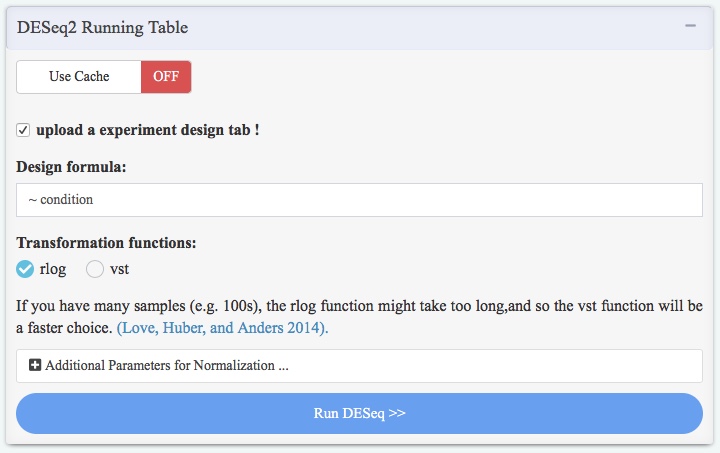 DESeq2 Running Table
Use Cache OFF
upload a experiment design tab !
Design formula:
~ condition
Transformation functions:
rlog vst
If you have many samples (e.g. 100s), the rlog function might take too long,and so the vst function will be
a faster choice. (Love, Huber, and Anders 2014).
Additional Parameters for Normalization ...
Run DESeq >>